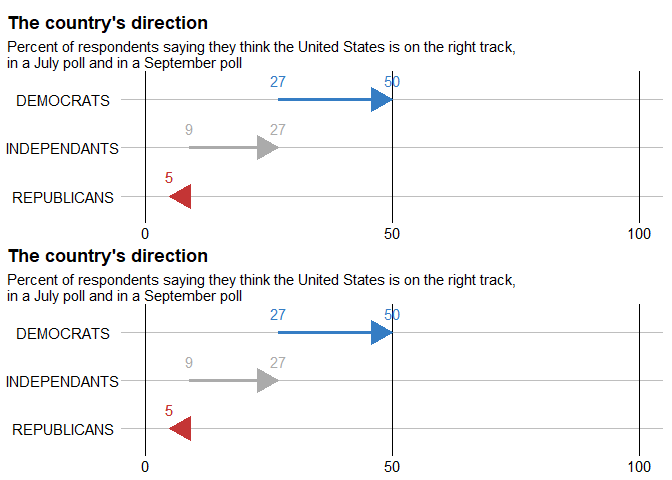 The country's direction
Percent of respondents saying they think the United States is on the right track,
in a July poll and in a September poll
27 50
DEMOCRATS
9 27
INDEPENDANTS
5
REPUBLICANS
0 50 100
The country's direction
Percent of respondents saying they think the United States is on the right track,
in a July poll and in a September poll
27 50
DEMOCRATS
9 27
INDEPENDANTS
5
REPUBLICANS
0 50 100